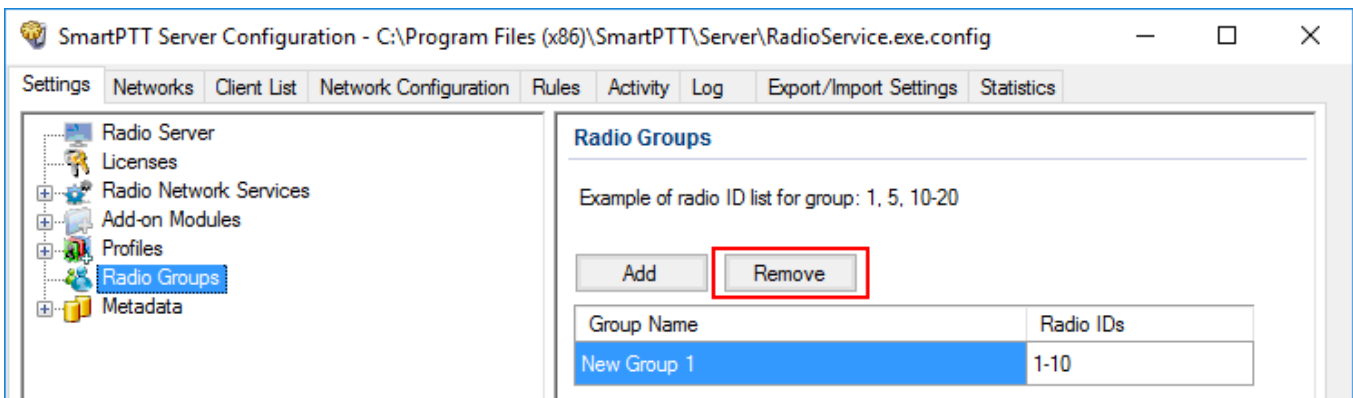 SmartPTT Server Configuration - C:\Program Files (x86)\SmartPTT\Server\RadioService.exe.config
Settings Networks Client List Network Configuration Rules Activity Log Export/Import Settings Statistics
Radio Server
Licenses
Radio Network Services
Add-on Modules
Profiles
Radio Groups
Metadata
Radio Groups
Example of radio ID list for group: 1, 5, 10-20
Add Remove
Group Name Radio IDs
New Group 1 1-10